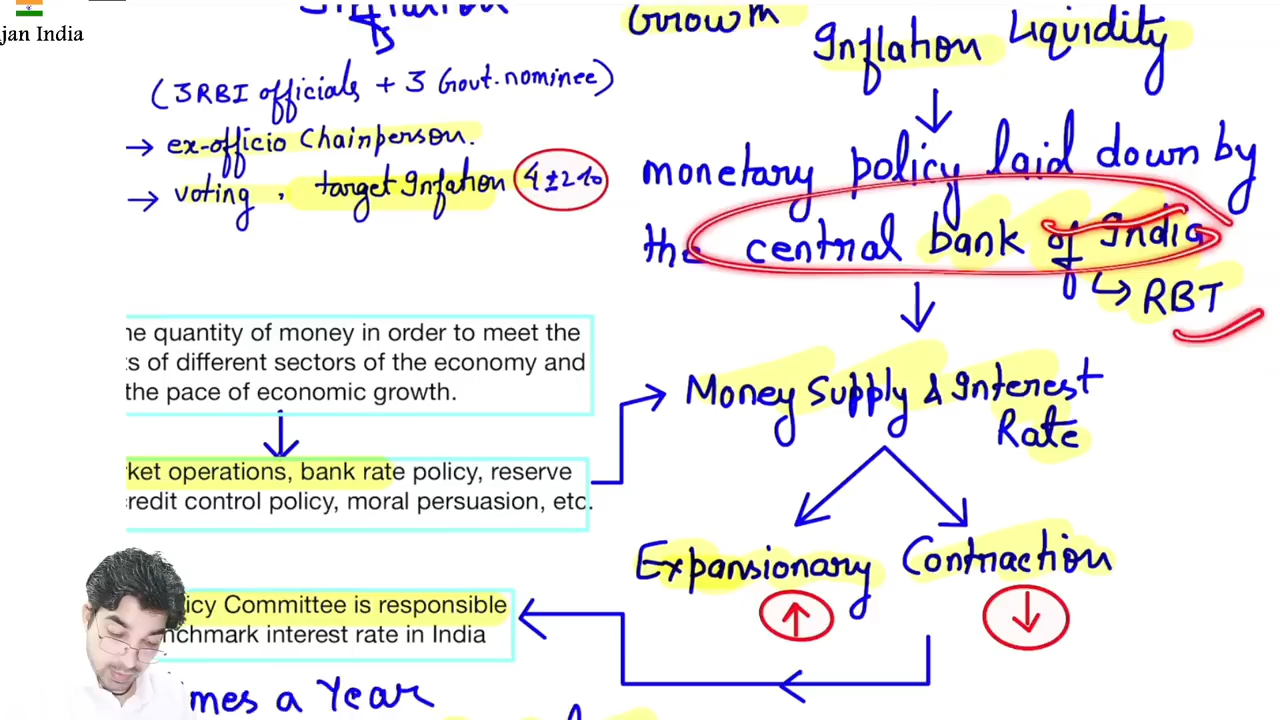 jan India
Inflation
(3RBI officials + 3 Govt. nominee)
→ ex-officio Chairperson.
→ voting, target Inflation 4±2%
Growth
Inflation Liquidity
monetary policy laid down by
the central bank of India
RBI
he quantity of money in order to meet the
s of different sectors of the economy and
the pace of economic growth.
ket operations, bank rate policy, reserve
redit control policy, moral persuasion, etc.
Money Supply & Interest
Rate
Expansionary Contraction
icy Committee is responsible
nchmark interest rate in India
mes a Year